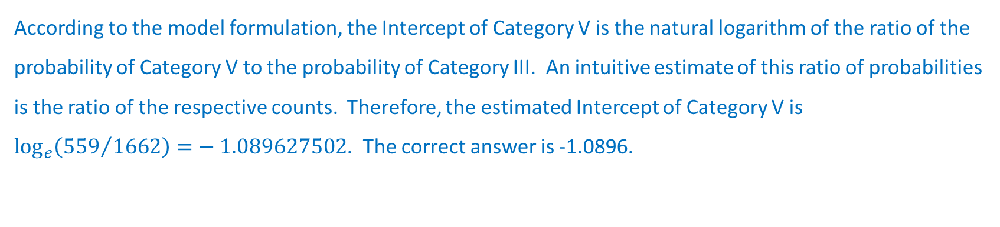 According to the model formulation, the Intercept of Category V is the natural logarithm of the ratio of the
probability of Category V to the probability of Category III.  An intuitive estimate of this ratio of probabilities
is the ratio of the respective counts.  Therefore, the estimated Intercept of Category V is
logₑ(559/1662) = − 1.089627502.  The correct answer is -1.0896.